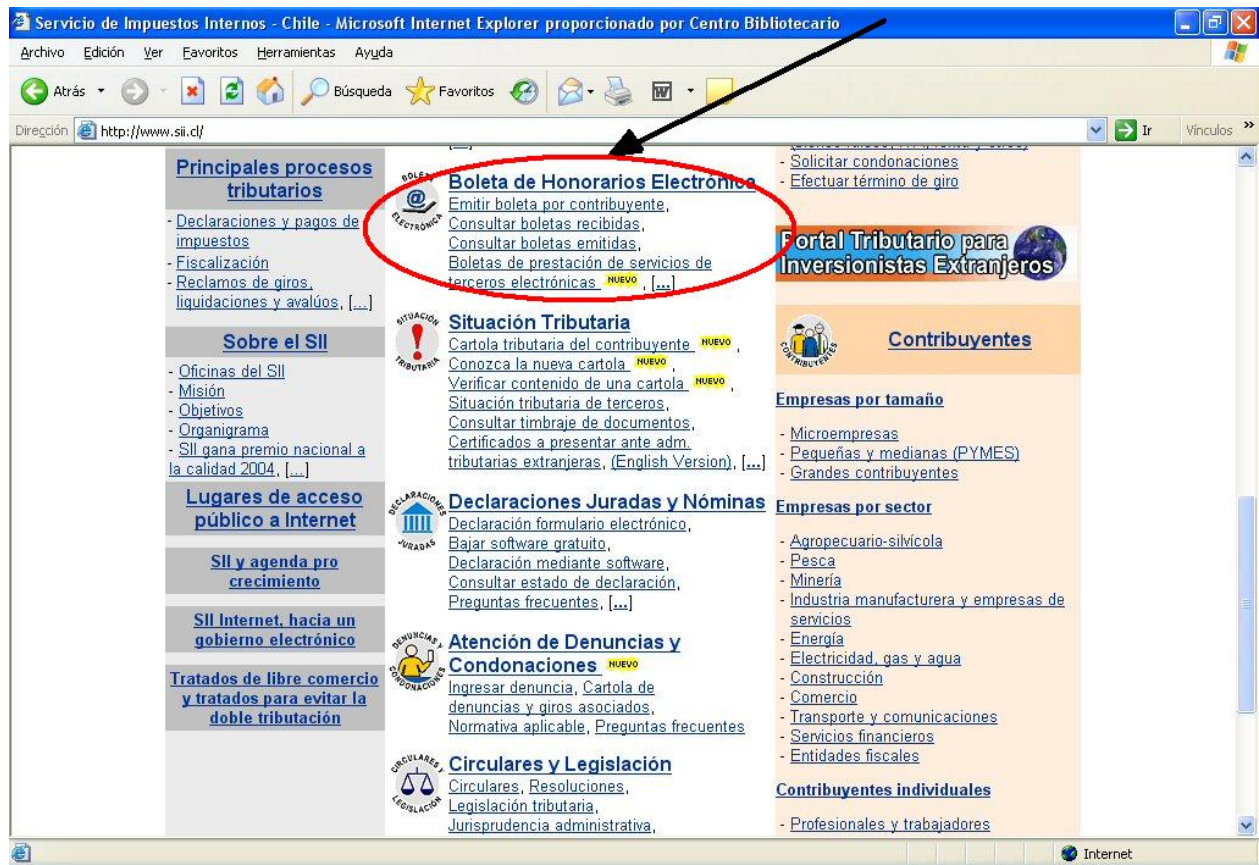 Servicio de Impuestos Internos - Chile - Microsoft Internet Explorer proporcionado por Centro Bibliotecario
Archivo Edición Ver Favoritos Herramientas Ayuda
Atrás Búsqueda Favoritos
Dirección http://www.sii.cl/ Ir Vínculos »
Principales procesos
tributarios
- Declaraciones y pagos de
impuestos
- Fiscalización
- Reclamos de giros,
liquidaciones y avalúos, [...]
Sobre el SII
- Oficinas del SII
- Misión
- Objetivos
- Organigrama
- SII gana premio nacional a
la calidad 2004, [...]
Lugares de acceso
público a Internet
SII y agenda pro
crecimiento
SII Internet, hacia un
gobierno electrónico
Tratados de libre comercio
y tratados para evitar la
doble tributación
[...]
BOLETA ELECTRÓNICA
Boleta de Honorarios Electrónica
Emitir boleta por contribuyente,
Consultar boletas recibidas,
Consultar boletas emitidas,
Boletas de prestación de servicios de
terceros electrónicas NUEVO , [...]
SITUACIÓN TRIBUTARIA
Situación Tributaria
Cartola tributaria del contribuyente NUEVO ,
Conozca la nueva cartola NUEVO ,
Verificar contenido de una cartola NUEVO ,
Situación tributaria de terceros,
Consultar timbraje de documentos,
Certificados a presentar ante adm.
tributarias extranjeras, (English Version), [...]
DECLARACIONES JURADAS
Declaraciones Juradas y Nóminas
Declaración formulario electrónico,
Bajar software gratuito,
Declaración mediante software,
Consultar estado de declaración,
Preguntas frecuentes, [...]
DENUNCIAS Y CONDONACIONES
Atención de Denuncias y
Condonaciones NUEVO
Ingresar denuncia, Cartola de
denuncias y giros asociados,
Normativa aplicable, Preguntas frecuentes
CIRCULARES Y LEGISLACIÓN
Circulares y Legislación
Circulares, Resoluciones,
Legislación tributaria,
Jurisprudencia administrativa,
- Solicitar condonaciones
- Efectuar término de giro
Portal Tributario para
Inversionistas Extranjeros
CONTRIBUYENTES
Contribuyentes
Empresas por tamaño
- Microempresas
- Pequeñas y medianas (PYMES)
- Grandes contribuyentes
Empresas por sector
- Agropecuario-silvícola
- Pesca
- Minería
- Industria manufacturera y empresas de
servicios
- Energía
- Electricidad, gas y agua
- Construcción
- Comercio
- Transporte y comunicaciones
- Servicios financieros
- Entidades fiscales
Contribuyentes individuales
- Profesionales y trabajadores
Internet